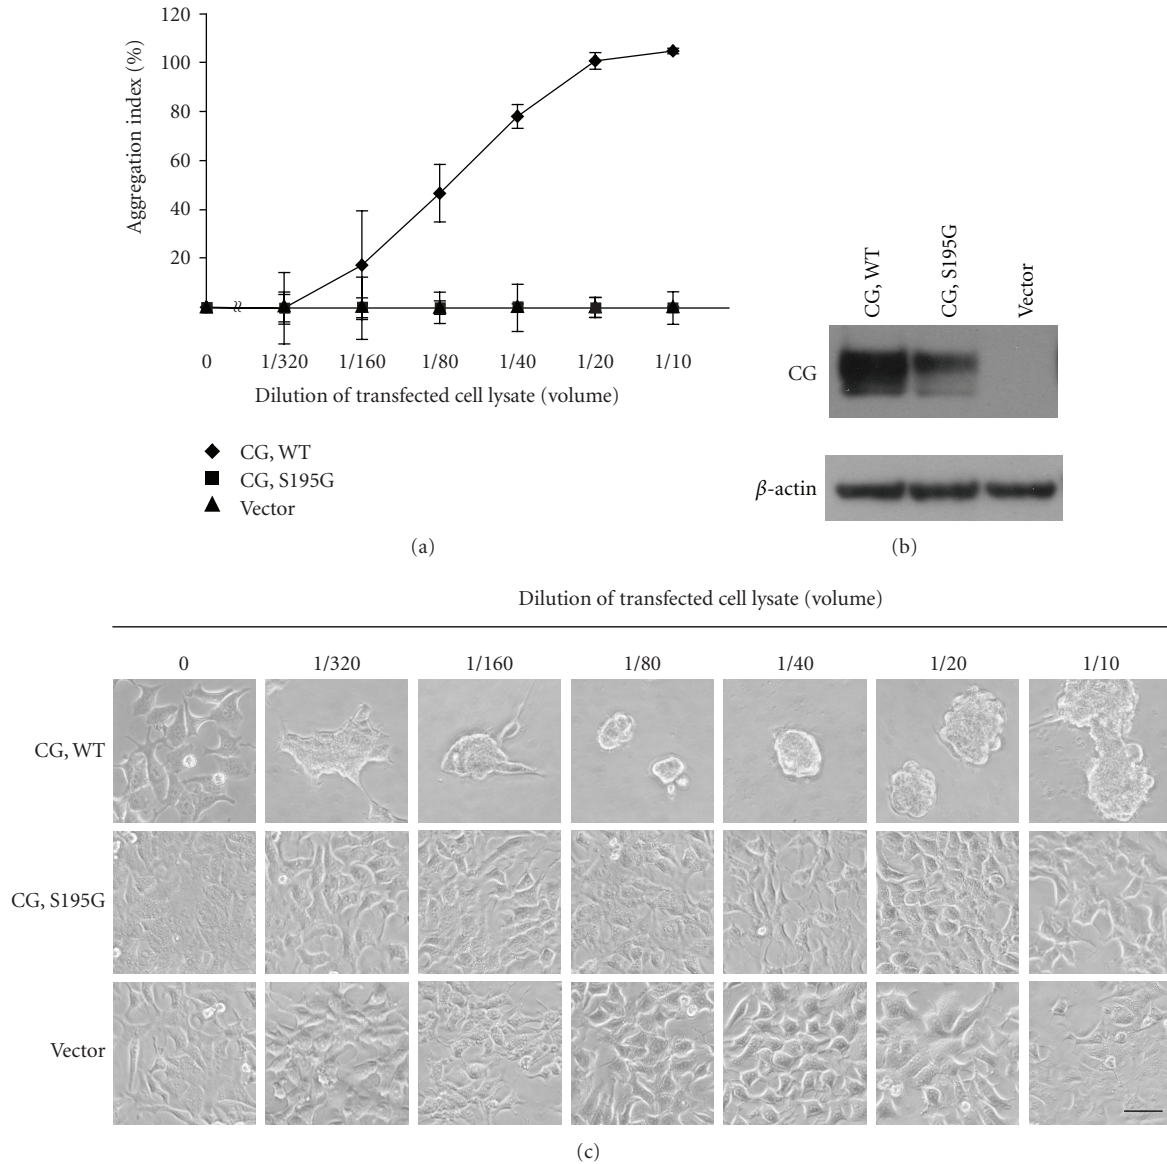 120
100
80
60
40
20
Aggregation index (%)
0 1/320 1/160 1/80 1/40 1/20 1/10
Dilution of transfected cell lysate (volume)
CG, WT
CG, S195G
Vector
(a)
CG, WT
CG, S195G
Vector
CG
β-actin
(b)
Dilution of transfected cell lysate (volume)
0 1/320 1/160 1/80 1/40 1/20 1/10
CG, WT
CG, S195G
Vector
(c)